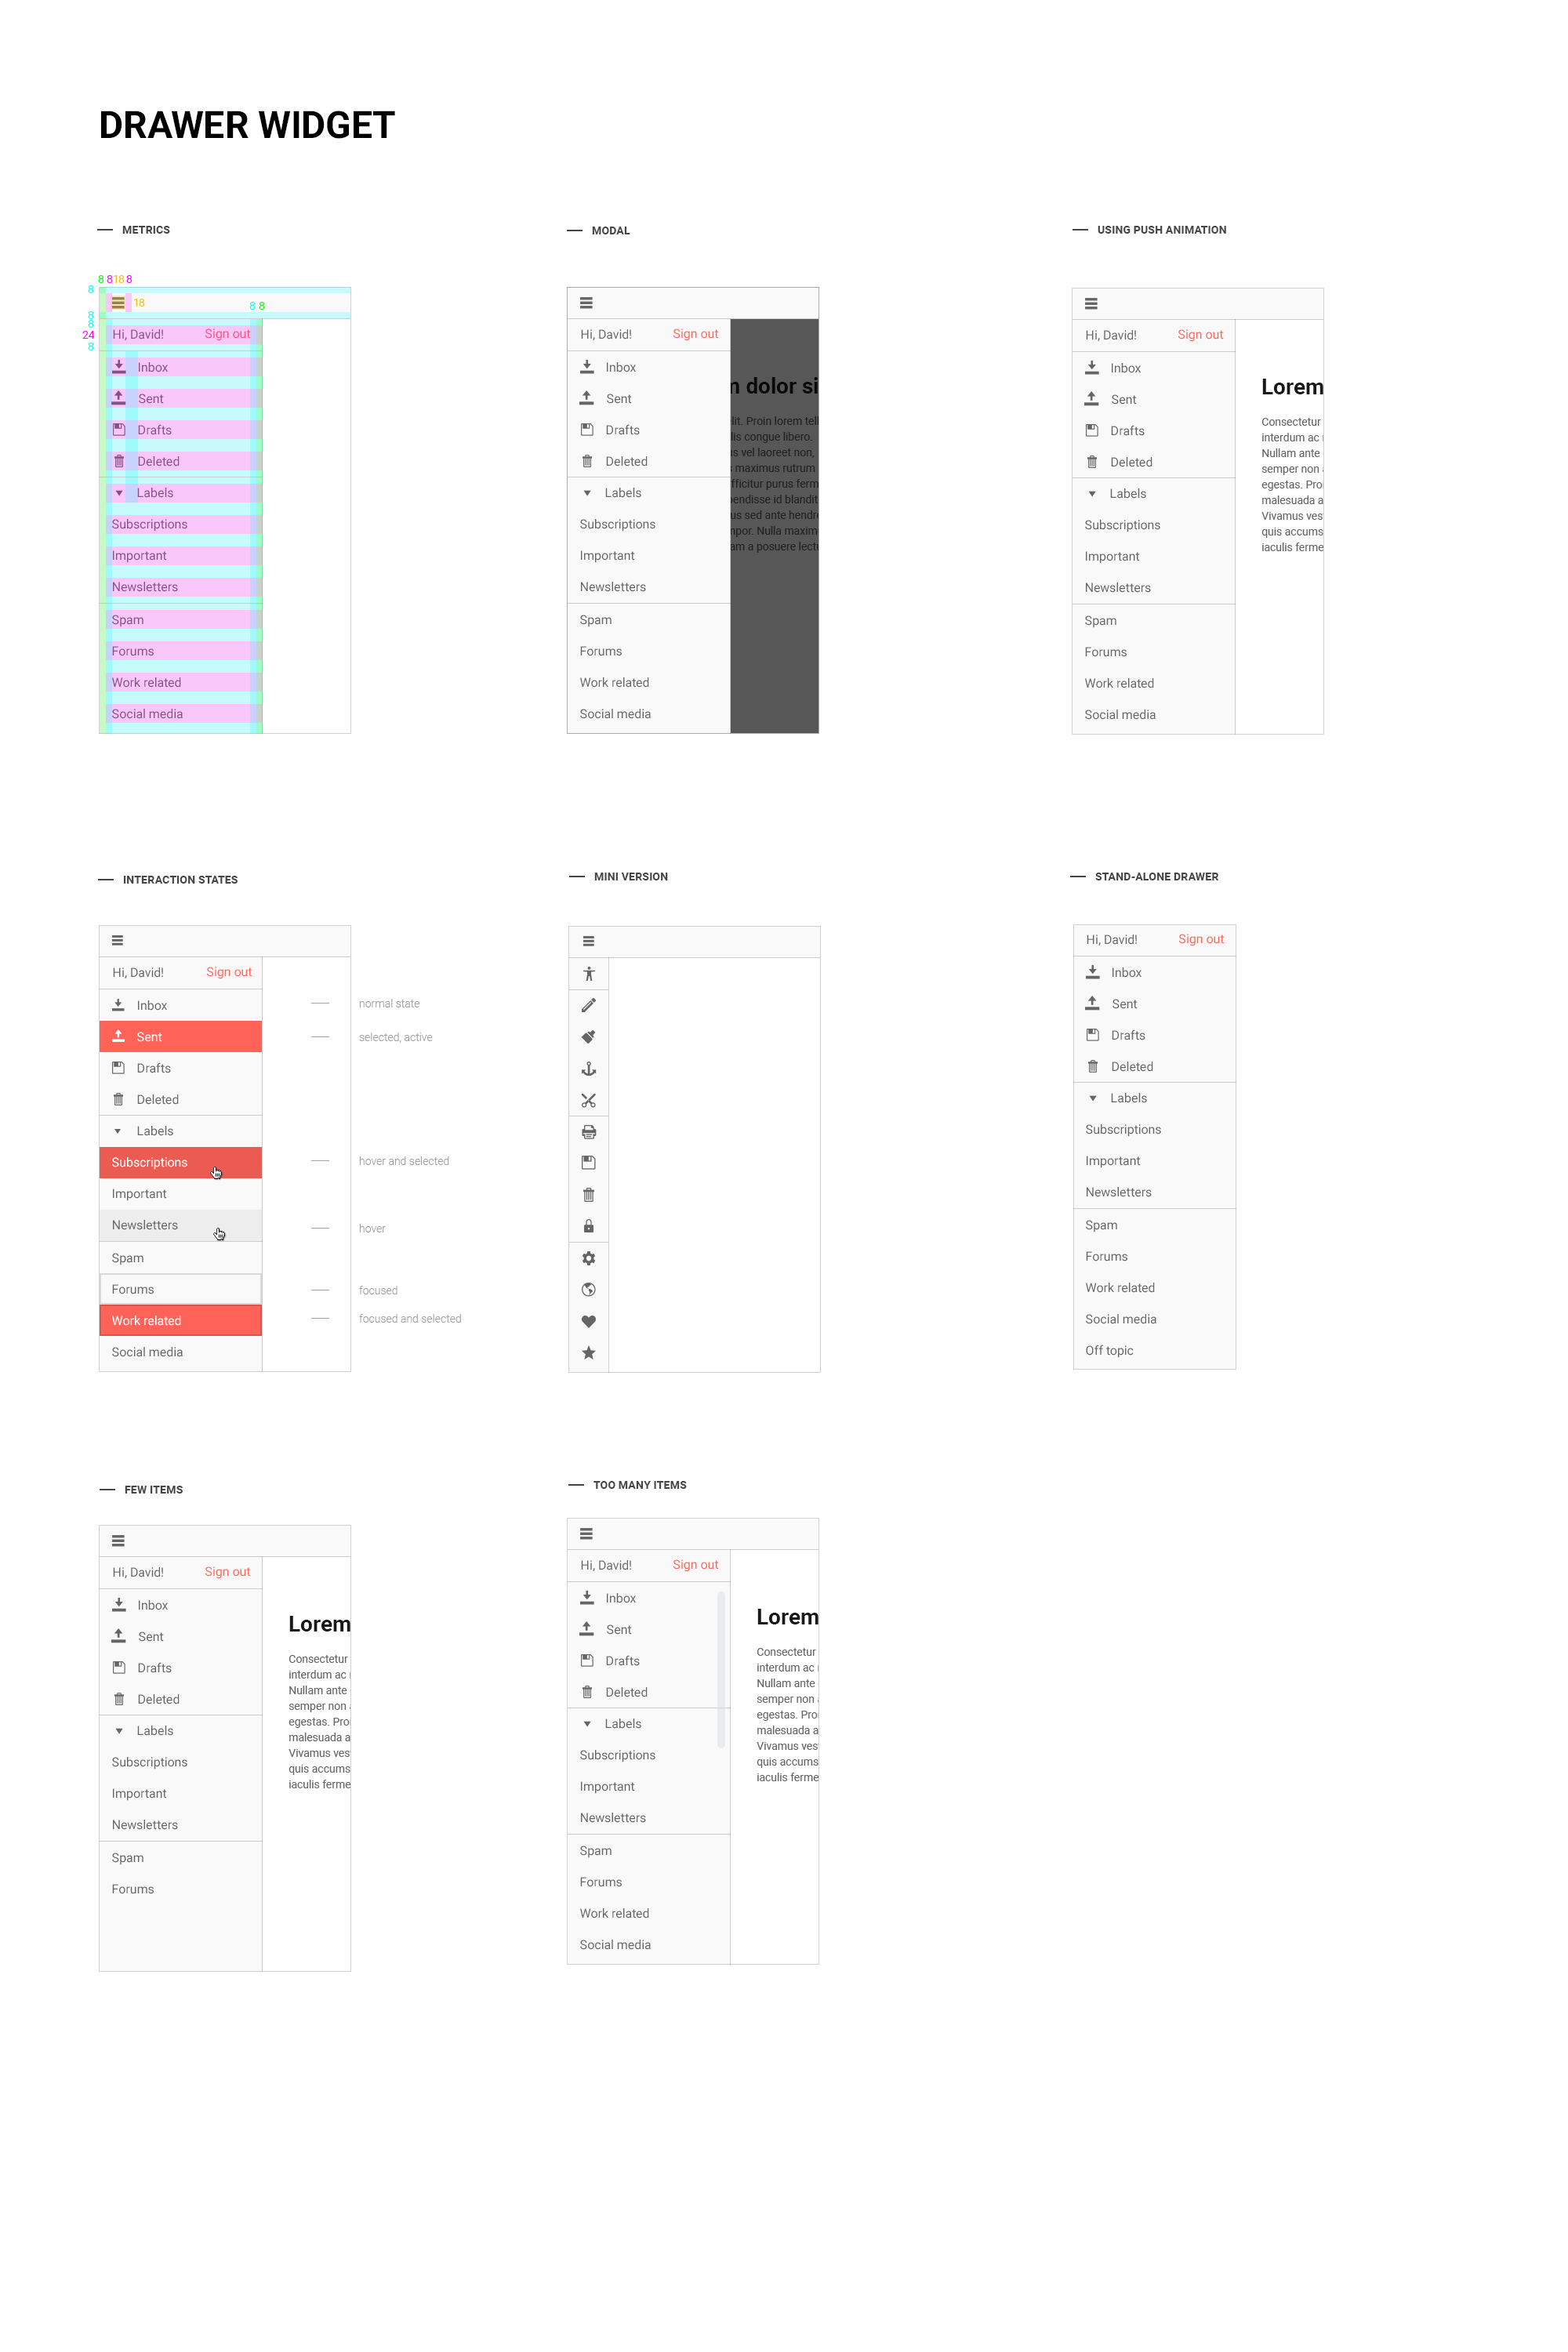 DRAWER WIDGET
METRICS
8 8 18 8
8
18
8 8
8
8
24
8
Hi, David! Sign out
Inbox
Sent
Drafts
Deleted
Labels
Subscriptions
Important
Newsletters
Spam
Forums
Work related
Social media
MODAL
Hi, David! Sign out
Inbox
Sent
Drafts
Deleted
Labels
Subscriptions
Important
Newsletters
Spam
Forums
Work related
Social media
dolor si
lit. Proin lorem tell
lis congue libero.
vel laoreet non,
maximus rutrum
fficitur purus ferm
endisse id blandit
us sed ante hendr
npor. Nulla maxim
am a posuere lectu
USING PUSH ANIMATION
Hi, David! Sign out
Inbox
Sent
Drafts
Deleted
Labels
Subscriptions
Important
Newsletters
Spam
Forums
Work related
Social media
Lorem
Consectetur
interdum ac
Nullam ante
semper non
egestas. Pro
malesuada a
Vivamus ves
quis accums
iaculis ferme
INTERACTION STATES
Hi, David! Sign out
Inbox
Sent
Drafts
Deleted
Labels
Subscriptions
Important
Newsletters
Spam
Forums
Work related
Social media
normal state
selected, active
hover and selected
hover
focused
focused and selected
MINI VERSION
STAND-ALONE DRAWER
Hi, David! Sign out
Inbox
Sent
Drafts
Deleted
Labels
Subscriptions
Important
Newsletters
Spam
Forums
Work related
Social media
Off topic
FEW ITEMS
Hi, David! Sign out
Inbox
Sent
Drafts
Deleted
Labels
Subscriptions
Important
Newsletters
Spam
Forums
Lorem
Consectetur
interdum ac
Nullam ante
semper non
egestas. Pro
malesuada a
Vivamus ves
quis accums
iaculis ferme
TOO MANY ITEMS
Hi, David! Sign out
Inbox
Sent
Drafts
Deleted
Labels
Subscriptions
Important
Newsletters
Spam
Forums
Work related
Social media
Lorem
Consectetur
interdum ac
Nullam ante
semper non
egestas. Pro
malesuada a
Vivamus ves
quis accums
iaculis ferme